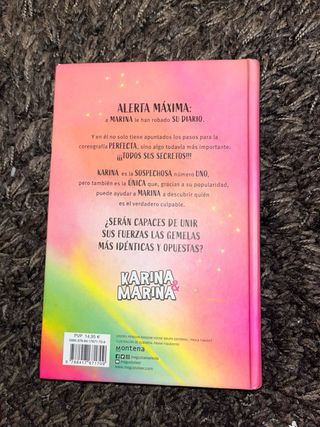 ALERTA MÁXIMA:
a MARINA le han robado SU DIARIO.
Y en él no solo tiene apuntados los pasos para la
coreografía PERFECTA, sino algo todavía más importante:
¡¡¡TODOS SUS SECRETOS!!!
KARINA es la SOSPECHOSA número UNO,
pero también es la ÚNICA que, gracias a su popularidad,
puede ayudar a MARINA a descubrir quién
es el verdadero culpable.
¿SERÁN CAPACES DE UNIR
SUS FUERZAS LAS GEMELAS
MÁS IDÉNTICAS Y OPUESTAS?
KARINA
&
MARINA
PVP 14,95 €
montena
megustaleer